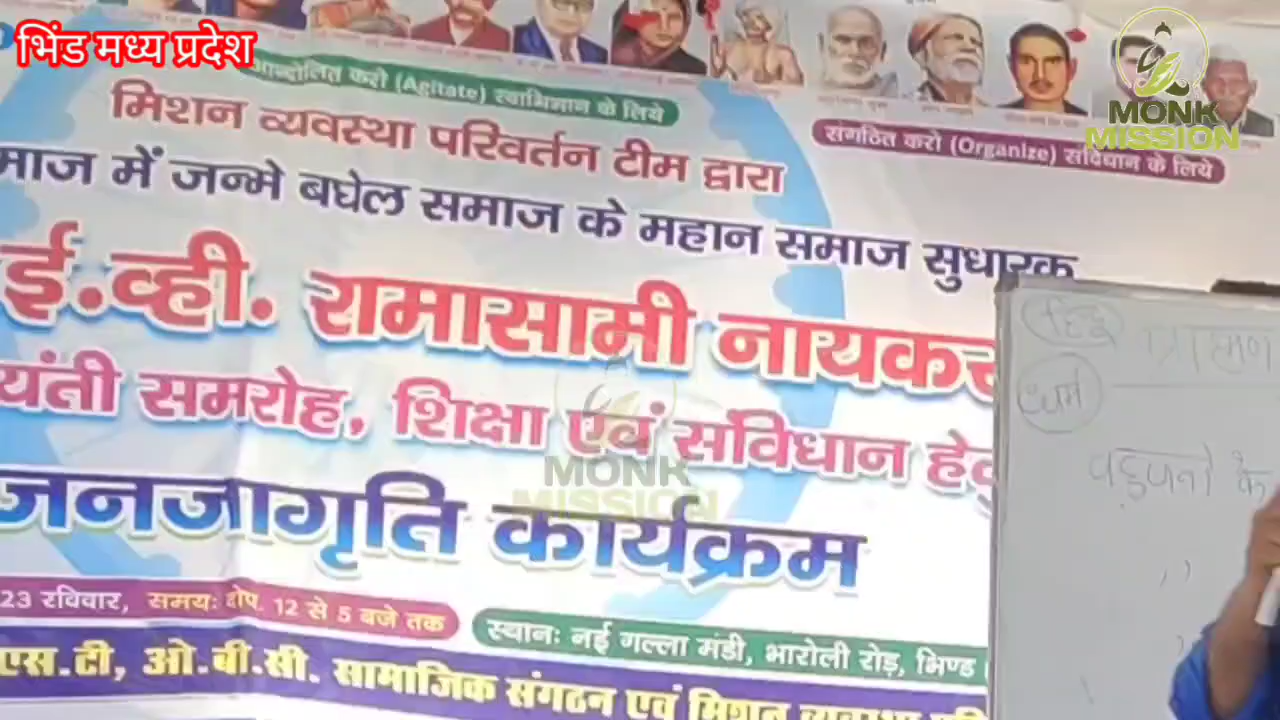 भिंड मध्य प्रदेश
आन्दोलित करो (Agitate) स्वाभिमान के लिये
MONK
MISSION
संगठित करो (Organize) संविधान के लिये
मिशन व्यवस्था परिवर्तन टीम द्वारा
माज में जन्मे बघेल समाज के महान समाज सुधारक
ई.व्ही. रामासामी नायकर
यंती समरोह, शिक्षा एवं संविधान हेतु
MONK
MISSION
जनजागृति कार्यक्रम
23 रविवार, समयः दोप. 12 से 5 बजे तक
स्थानः नई गल्ला मंडी, भारोली रोड़, भिण्ड
एस.टी, ओ.बी.सी. सामाजिक संगठन एवं मिशन व्यवस्था
ब्राह्मण
धर्म
के